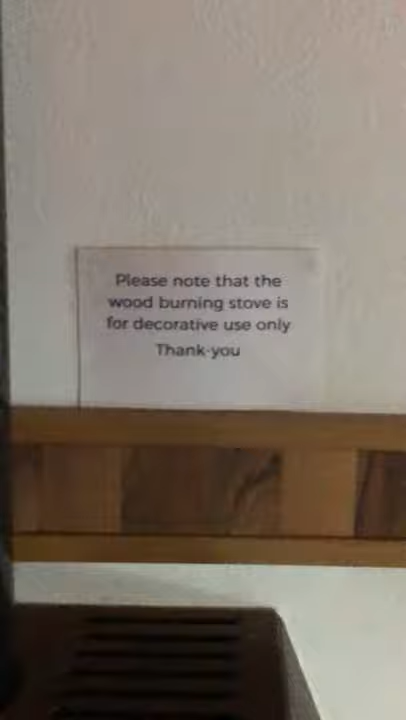 Please note that the
wood burning stove is
for decorative use only
Thank-you